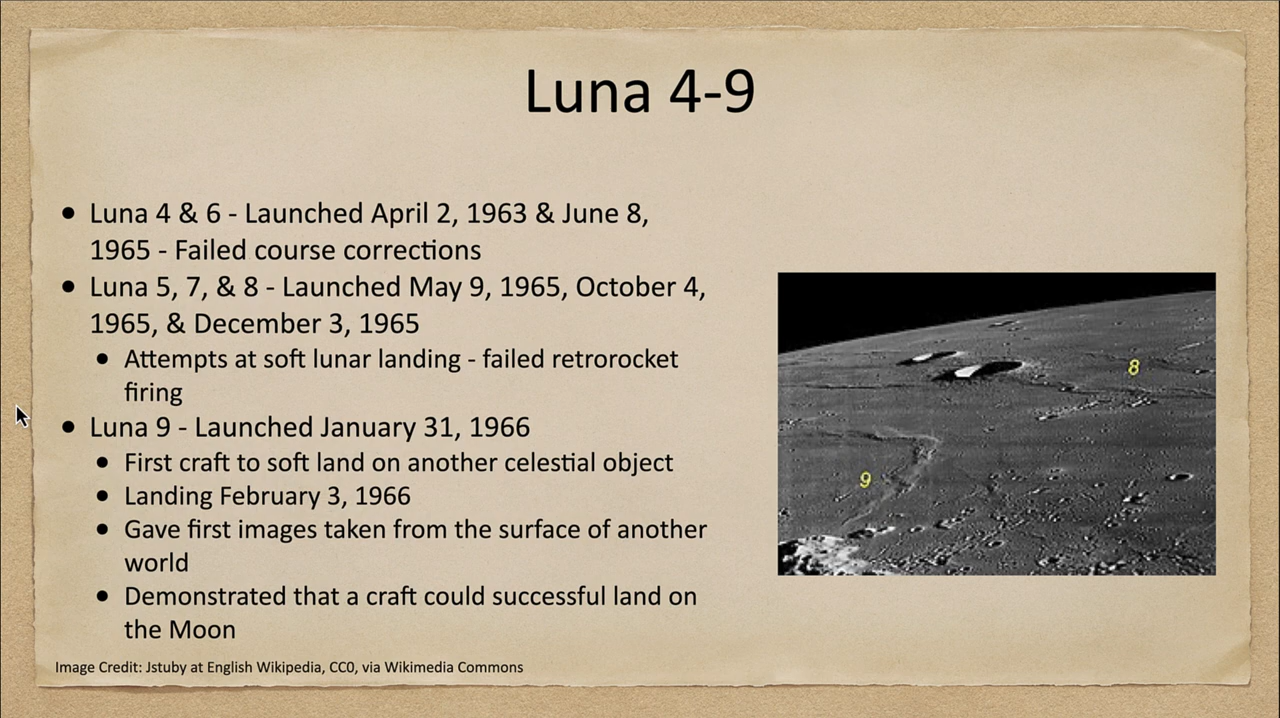 Luna 4-9
● Luna 4 & 6 - Launched April 2, 1963 & June 8,
1965 - Failed course corrections
● Luna 5, 7, & 8 - Launched May 9, 1965, October 4,
1965, & December 3, 1965
● Attempts at soft lunar landing - failed retrorocket
firing
● Luna 9 - Launched January 31, 1966
● First craft to soft land on another celestial object
● Landing February 3, 1966
● Gave first images taken from the surface of another
world
● Demonstrated that a craft could successful land on
the Moon
8
9
Image Credit: Jstuby at English Wikipedia, CC0, via Wikimedia Commons